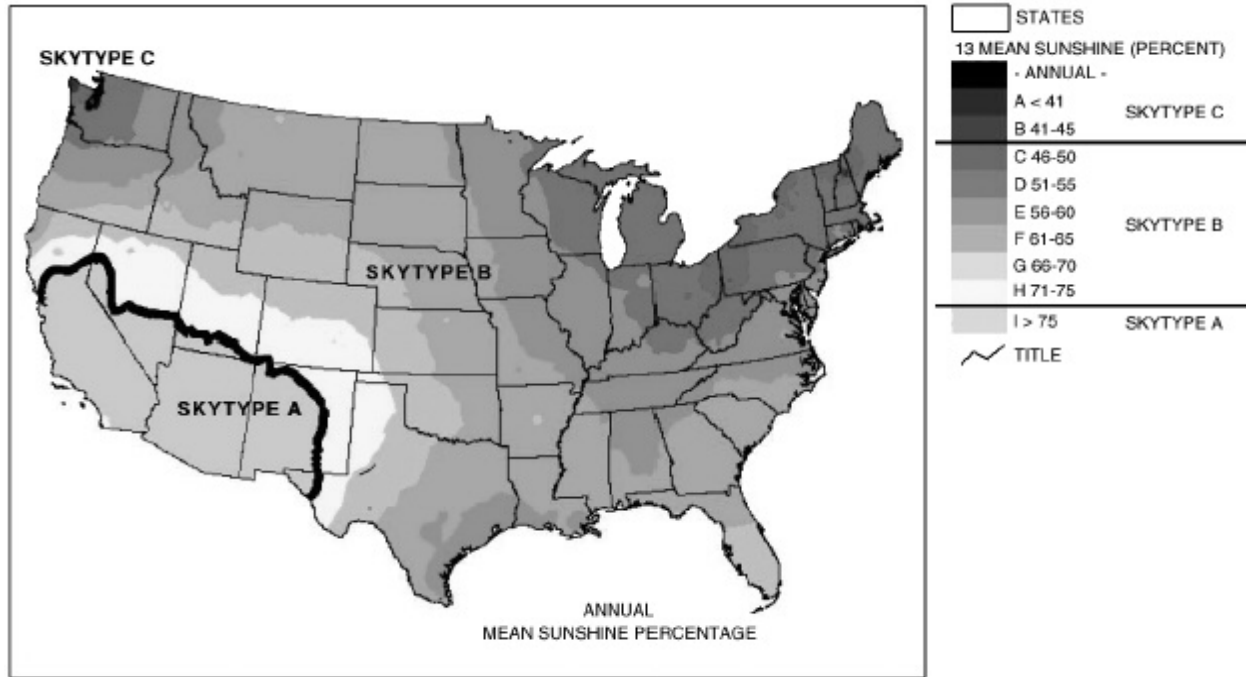 SKYTYPE C
SKYTYPE B
SKYTYPE A
ANNUAL
MEAN SUNSHINE PERCENTAGE
STATES
13 MEAN SUNSHINE (PERCENT)
- ANNUAL -
A < 41
B 41-45
SKYTYPE C
C 46-50
D 51-55
E 56-60
F 61-65
G 66-70
H 71-75
SKYTYPE B
I > 75
SKYTYPE A
TITLE